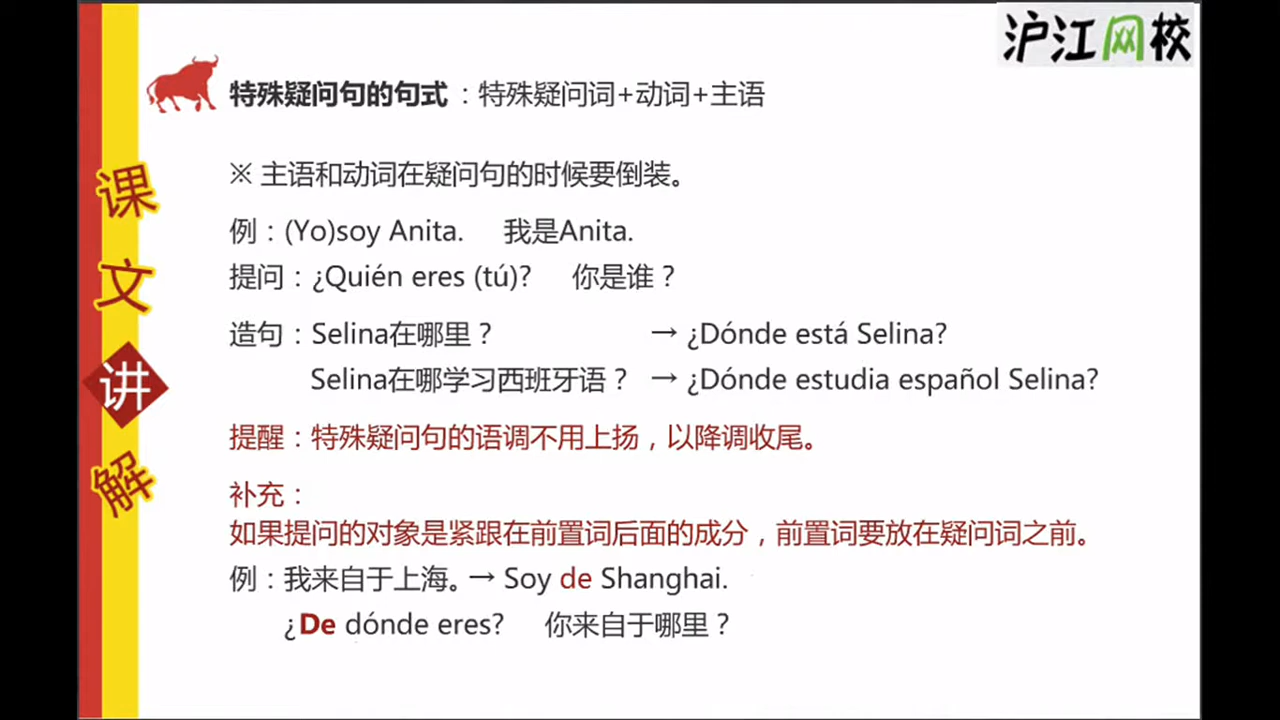 沪江网校
特殊疑问句的句式：特殊疑问词+动词+主语
※ 主语和动词在疑问句的时候要倒装。
例：(Yo)soy Anita. 我是Anita.
提问：¿Quién eres (tú)? 你是谁？
造句：Selina在哪里？ → ¿Dónde está Selina?
Selina在哪学习西班牙语？ → ¿Dónde estudia español Selina?
提醒：特殊疑问句的语调不用上扬，以降调收尾。
补充：
如果提问的对象是紧跟在前置词后面的成分，前置词要放在疑问词之前。
例：我来自于上海。→ Soy de Shanghai.
¿De dónde eres? 你来自于哪里？
课
文
讲
解